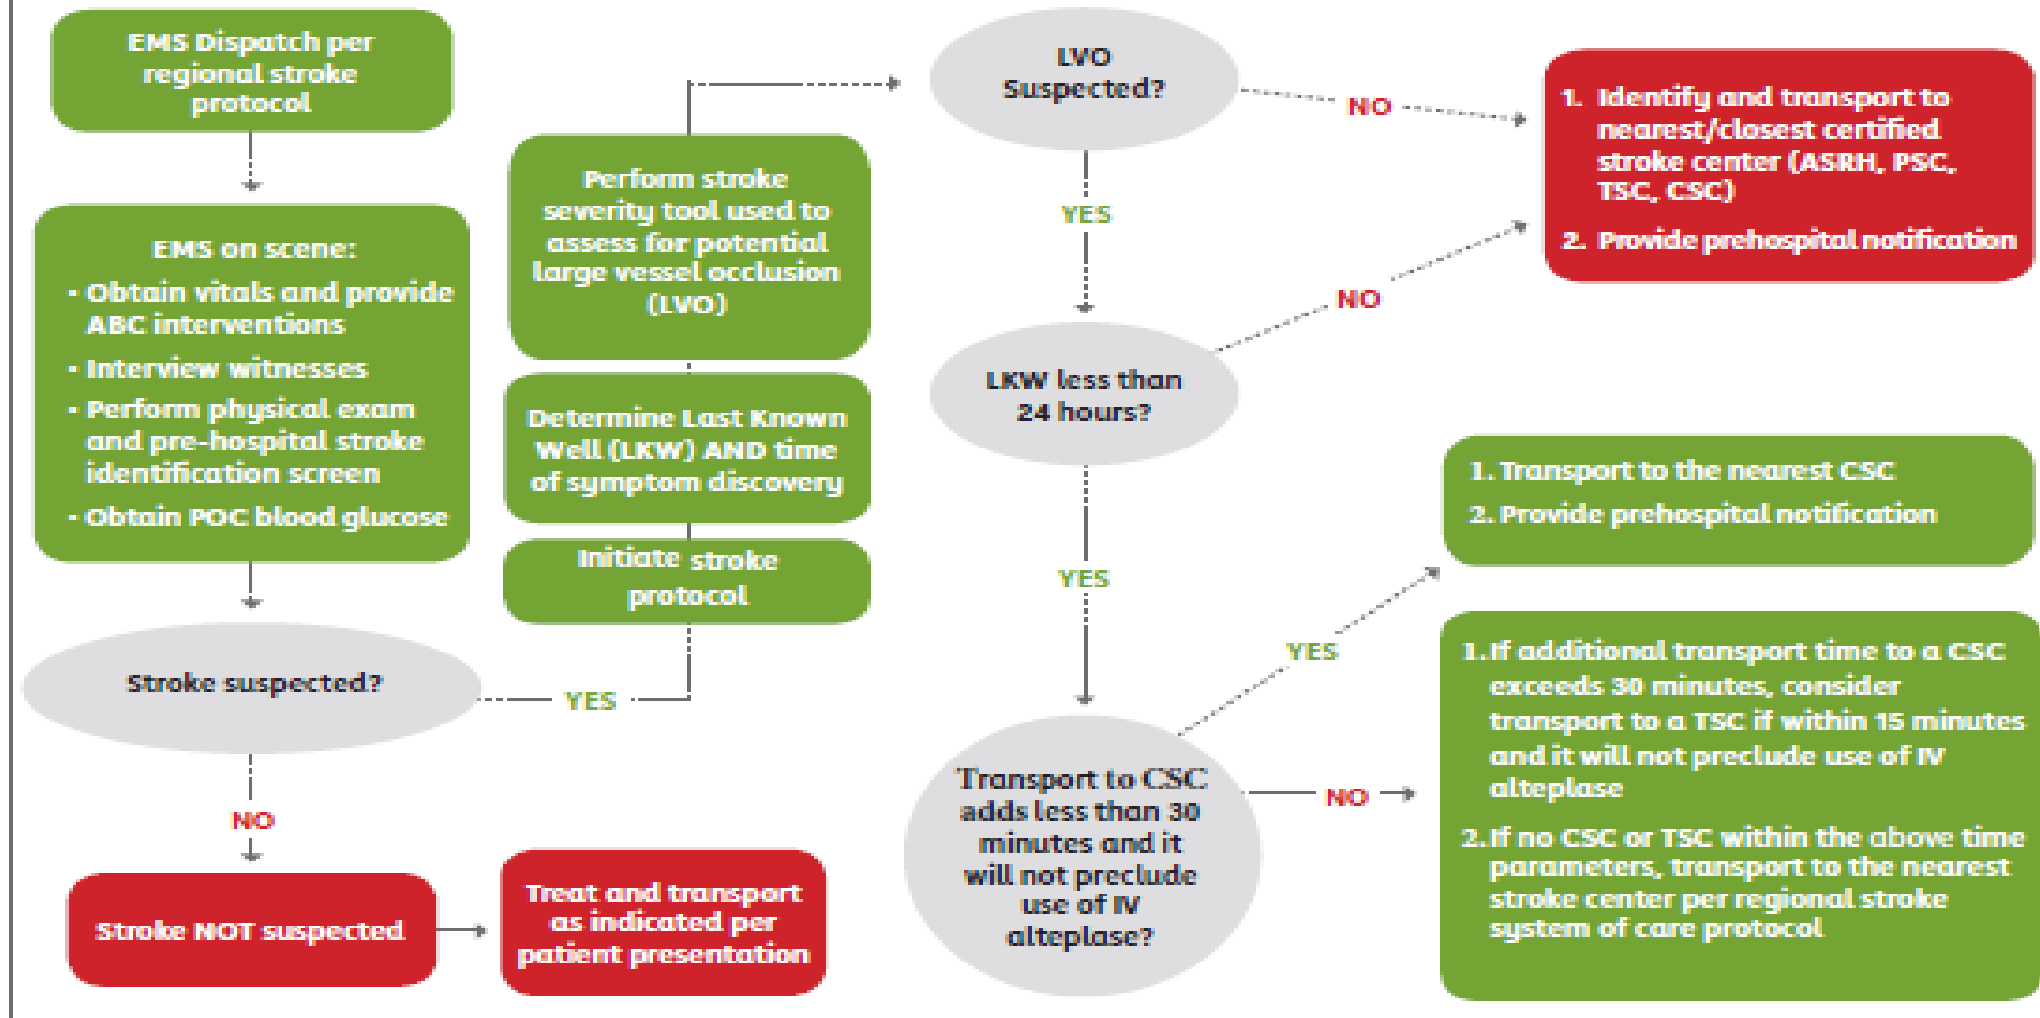 EMS Dispatch per
regional stroke
protocol
EMS on scene:
- Obtain vitals and provide
ABC interventions
- Interview witnesses
- Perform physical exam
and pre-hospital stroke
identification screen
- Obtain POC blood glucose
Stroke suspected?
YES
NO
Stroke NOT suspected
Treat and transport
as indicated per
patient presentation
Initiate stroke
protocol
Determine Last Known
Well (LKW) AND time
of symptom discovery
Perform stroke
severity tool used to
assess for potential
large vessel occlusion
(LVO)
LVO
Suspected?
NO
YES
1. Identify and transport to
nearest/closest certified
stroke center (ASRH, PSC,
TSC, CSC)
2. Provide prehospital notification
LKW less than
24 hours?
NO
YES
Transport to CSC
adds less than 30
minutes and it
will not preclude
use of IV
alteplase?
YES
1. Transport to the nearest CSC
2. Provide prehospital notification
NO
1. If additional transport time to a CSC
exceeds 30 minutes, consider
transport to a TSC if within 15 minutes
and it will not preclude use of IV
alteplase
2. If no CSC or TSC within the above time
parameters, transport to the nearest
stroke center per regional stroke
system of care protocol